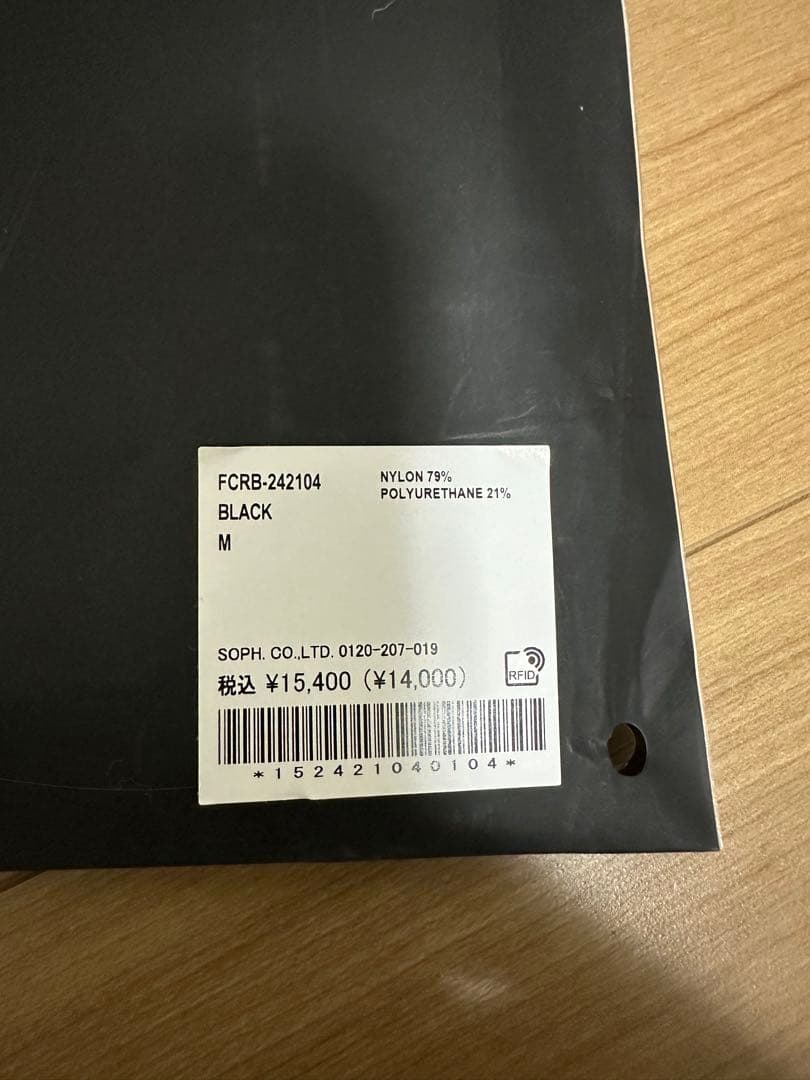 FCRB-242104
BLACK
M
NYLON 79%
POLYURETHANE 21%
SOPH. CO.,LTD. 0120-207-019
RFID
税込 ¥15,400 (¥14,000)
*152421040104*